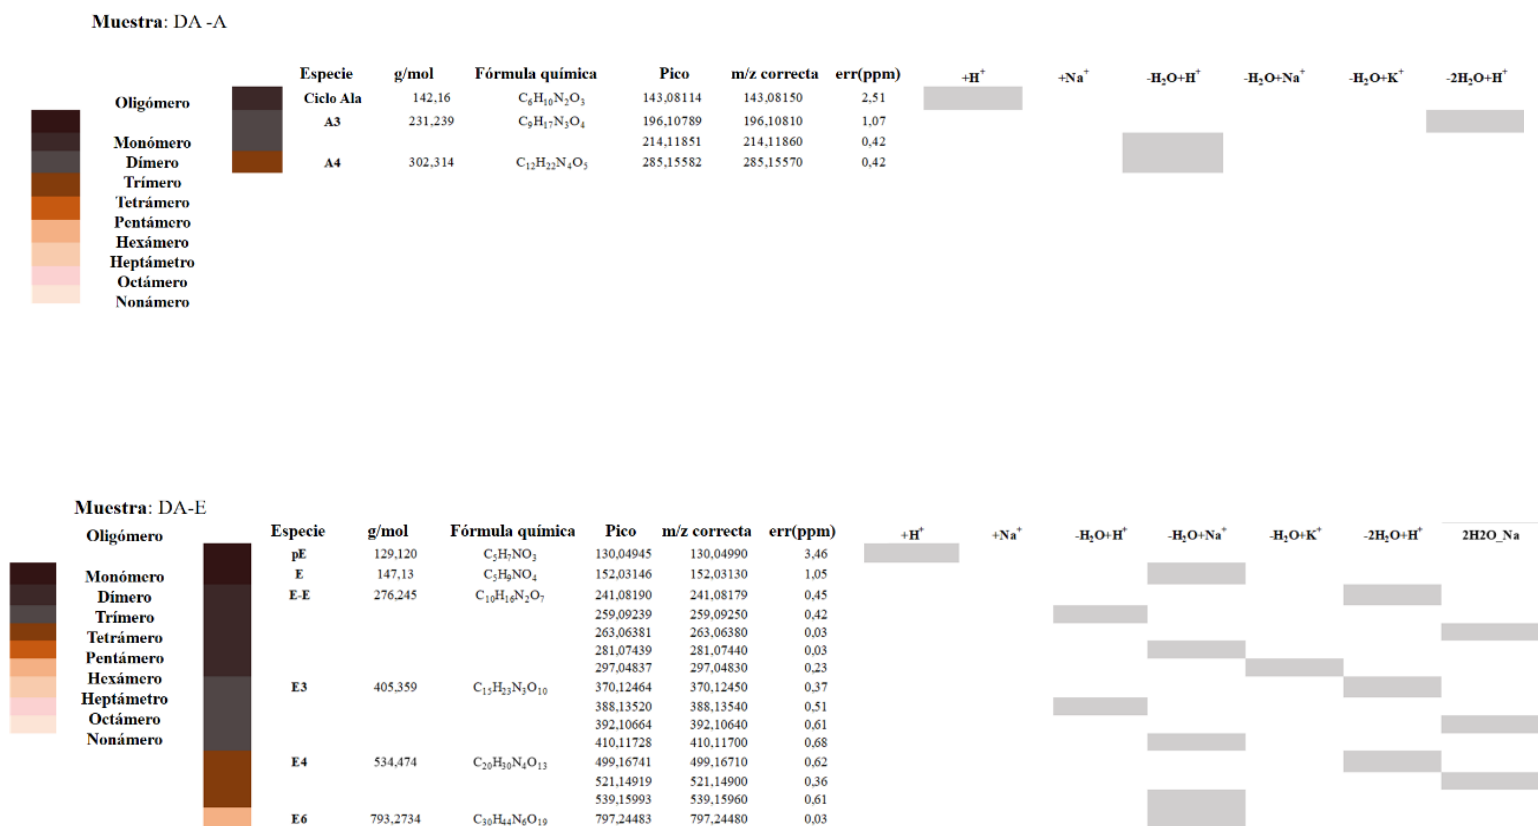 Muestra: DA -A
Especie g/mol Fórmula química Pico m/z correcta err(ppm) +H⁺ +Na⁺ -H₂O+H⁺ -H₂O+Na⁺ -H₂O+K⁺ -2H₂O+H⁺
Oligómero
Monómero
Dímero
Trímero
Tetrámero
Pentámero
Hexámero
Heptámetro
Octámero
Nonámero
Ciclo Ala 142,16 C₆H₁₀N₂O₃ 143,08114 143,08150 2,51
A3 231,239 C₉H₁₇N₃O₄ 196,10789 196,10810 1,07
214,11851 214,11860 0,42
A4 302,314 C₁₂H₂₂N₄O₅ 285,15582 285,15570 0,42
Muestra: DA-E
Especie g/mol Fórmula química Pico m/z correcta err(ppm) +H⁺ +Na⁺ -H₂O+H⁺ -H₂O+Na⁺ -H₂O+K⁺ -2H₂O+H⁺ 2H2O_Na
Oligómero
Monómero
Dímero
Trímero
Tetrámero
Pentámero
Hexámero
Heptámetro
Octámero
Nonámero
pE 129,120 C₅H₇NO₃ 130,04945 130,04990 3,46
E 147,13 C₅H₉NO₄ 152,03146 152,03130 1,05
E-E 276,245 C₁₀H₁₆N₂O₇ 241,08190 241,08179 0,45
259,09239 259,09250 0,42
263,06381 263,06380 0,03
281,07439 281,07440 0,03
297,04837 297,04830 0,23
E3 405,359 C₁₅H₂₃N₃O₁₀ 370,12464 370,12450 0,37
388,13520 388,13540 0,51
392,10664 392,10640 0,61
410,11728 410,11700 0,68
E4 534,474 C₂₀H₃₀N₄O₁₃ 499,16741 499,16710 0,62
521,14919 521,14900 0,36
539,15993 539,15960 0,61
E6 793,2734 C₃₀H₄₄N₆O₁₉ 797,24483 797,24480 0,03